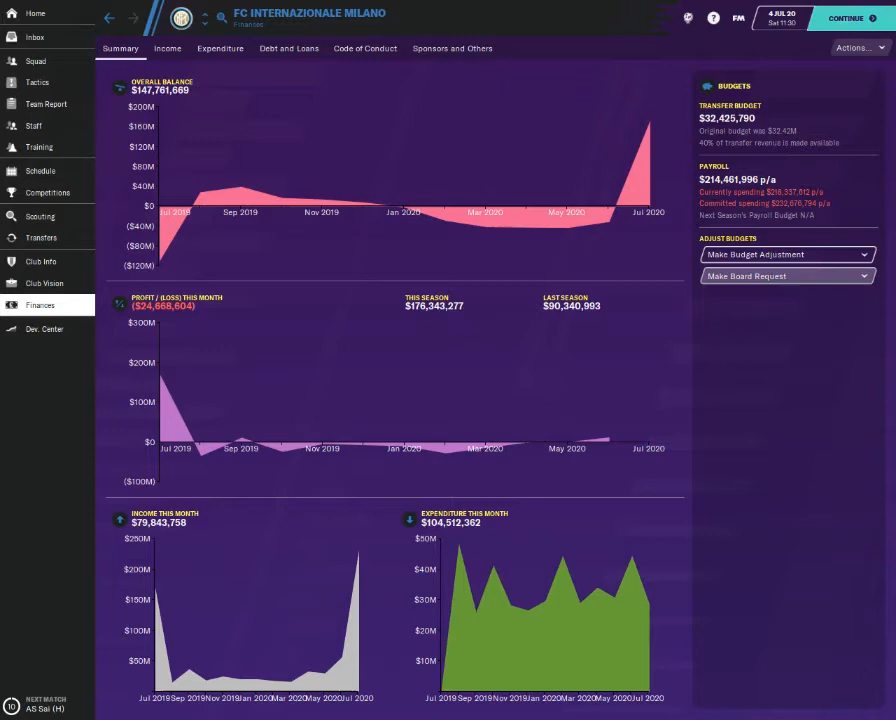 Home
Inbox
Squad
Tactics
Team Report
Staff
Training
Schedule
Competitions
Scouting
Transfers
Club Info
Club Vision
Finances
Dev. Center
10
NEXT MATCH
AS Sai (H)
FC INTERNAZIONALE MILANO
Finances
?
FM
4 JUL 20
Sat 11:30
CONTINUE
Summary
Income
Expenditure
Debt and Loans
Code of Conduct
Sponsors and Others
Actions...
OVERALL BALANCE
$147,761,669
$200M
$160M
$120M
$80M
$40M
$0
($40M)
($80M)
($120M)
Jul 2019 Sep 2019 Nov 2019 Jan 2020 Mar 2020 May 2020 Jul 2020
PROFIT / (LOSS) THIS MONTH
($24,668,604)
THIS SEASON
$176,343,277
LAST SEASON
$90,340,993
$300M
$200M
$100M
$0
($100M)
Jul 2019 Sep 2019 Nov 2019 Jan 2020 Mar 2020 May 2020 Jul 2020
INCOME THIS MONTH
$79,843,758
$250M
$200M
$150M
$100M
$50M
Jul 2019 Sep 2019 Nov 2019 Jan 2020 Mar 2020 May 2020 Jul 2020
EXPENDITURE THIS MONTH
$104,512,362
$50M
$40M
$30M
$20M
$10M
Jul 2019 Sep 2019 Nov 2019 Jan 2020 Mar 2020 May 2020 Jul 2020
BUDGETS
TRANSFER BUDGET
$32,425,790
Original budget was $32.42M
40% of transfer revenue is made available
PAYROLL
$214,461,996 p/a
Currently spending p/a
Committed spending $232,676,794 p/a
Next Season's Payroll Budget N/A
ADJUST BUDGETS
Make Budget Adjustment
Make Board Request